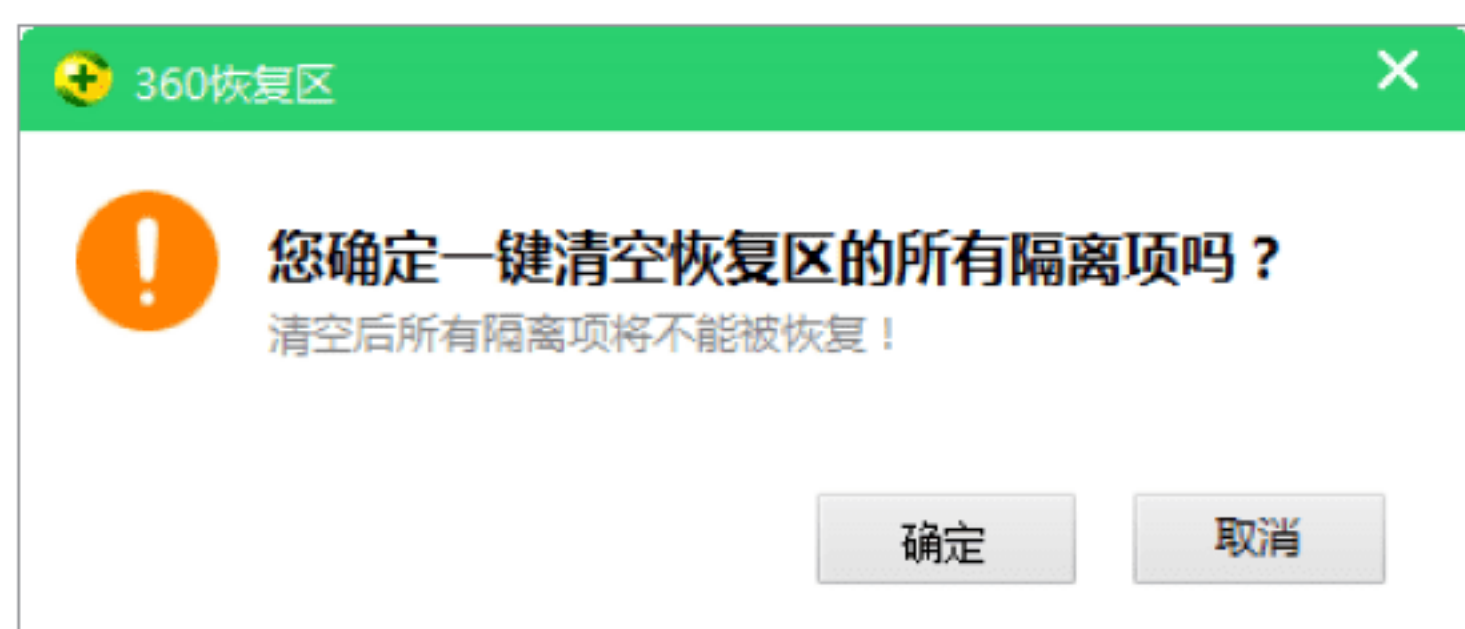 360恢复区
您确定一键清空恢复区的所有隔离项吗？
清空后所有隔离项将不能被恢复！
确定 取消